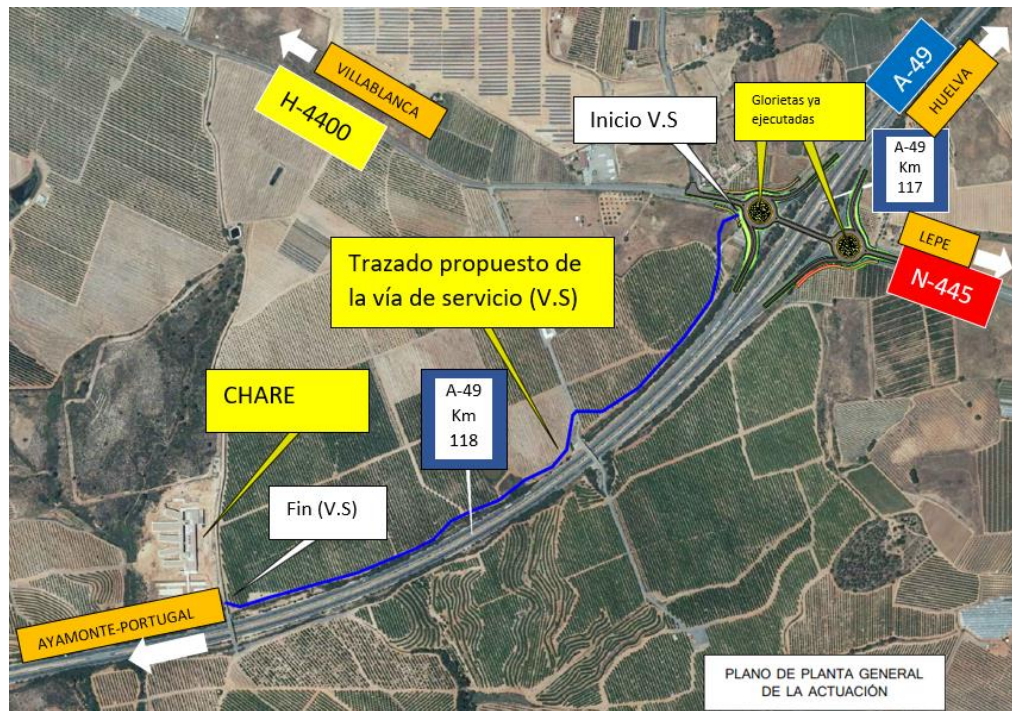 VILLABLANCA
H-4400
Inicio V.S
Glorietas ya
ejecutadas
A-49
HUELVA
A-49
Km
117
LEPE
N-445
Trazado propuesto de
la vía de servicio (V.S)
CHARE
A-49
Km
118
Fin (V.S)
AYAMONTE-PORTUGAL
PLANO DE PLANTA GENERAL
DE LA ACTUACIÓN